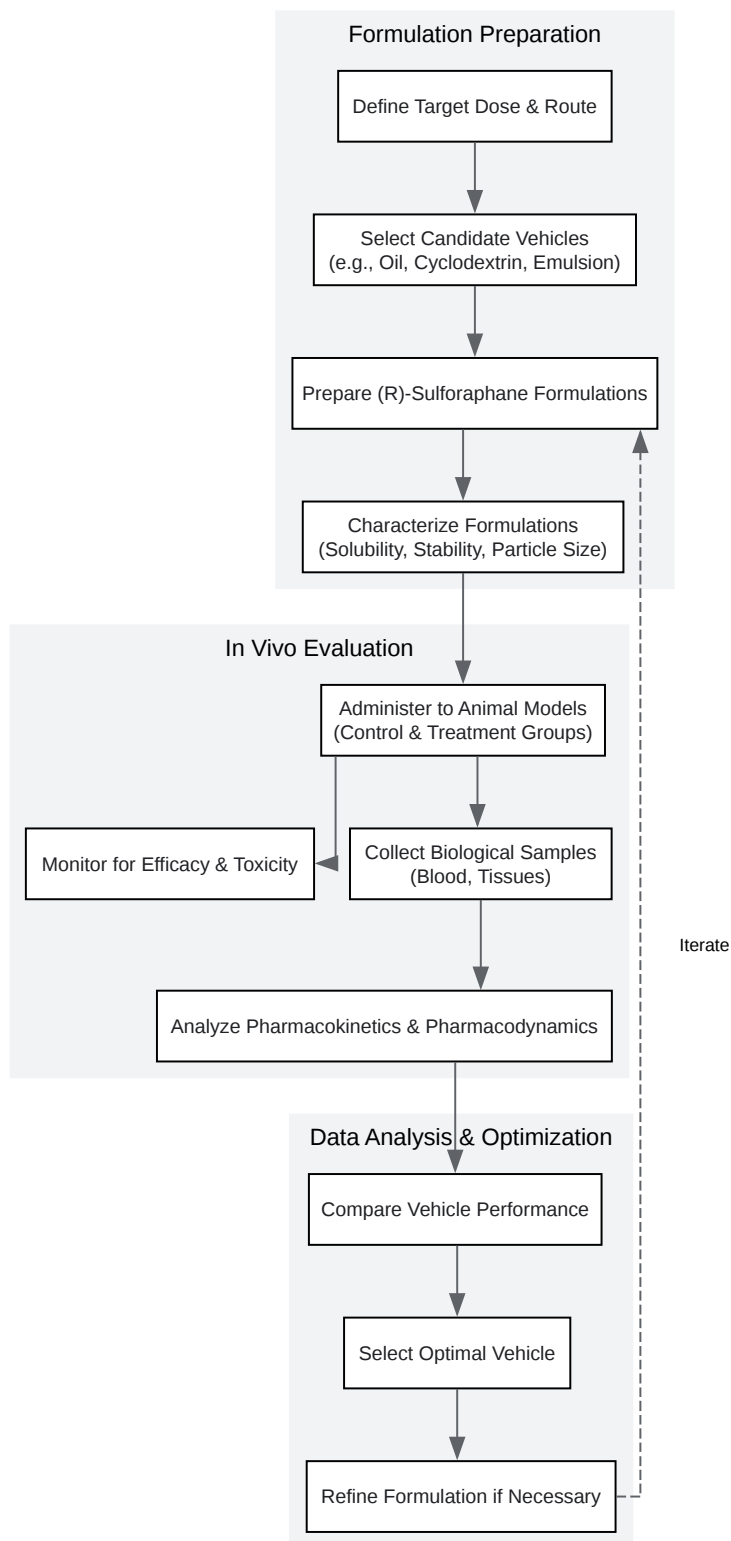 Formulation Preparation
Define Target Dose & Route
Select Candidate Vehicles
(e.g., Oil, Cyclodextrin, Emulsion)
Prepare (R)-Sulforaphane Formulations
Characterize Formulations
(Solubility, Stability, Particle Size)
In Vivo Evaluation
Administer to Animal Models
(Control & Treatment Groups)
Monitor for Efficacy & Toxicity
Collect Biological Samples
(Blood, Tissues)
Iterate
Analyze Pharmacokinetics & Pharmacodynamics
Data Analysis & Optimization
Compare Vehicle Performance
Select Optimal Vehicle
Refine Formulation if Necessary